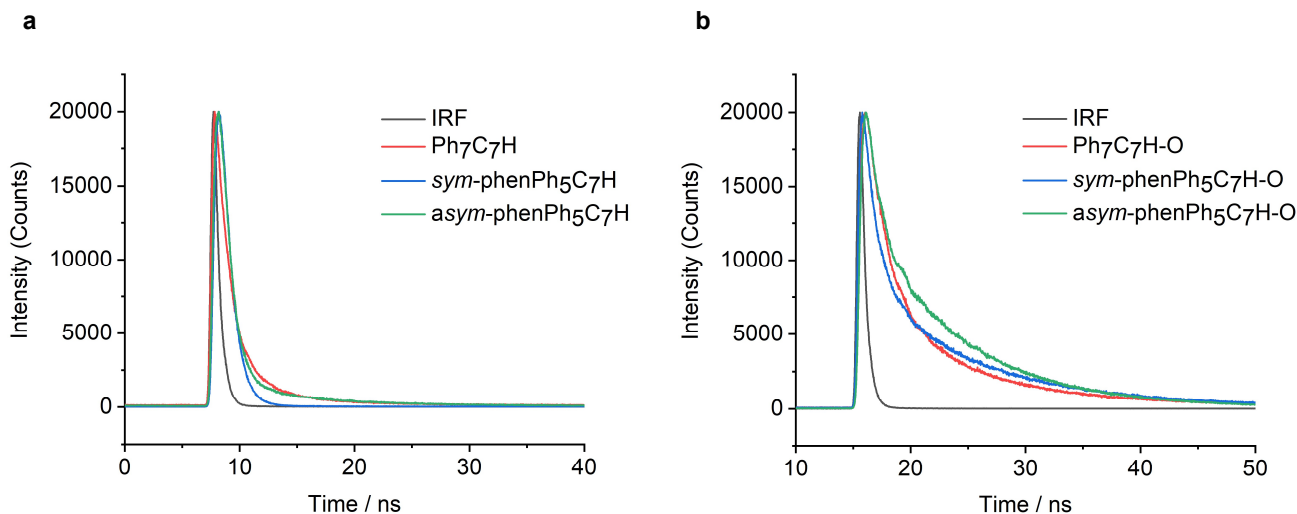 a
20000
15000
10000
5000
0
0 10 20 30 40
Intensity (Counts)
Time / ns
IRF
Ph7C7H
sym-phenPh5C7H
asym-phenPh5C7H
b
20000
15000
10000
5000
0
10 20 30 40 50
Intensity (Counts)
Time / ns
IRF
Ph7C7H-O
sym-phenPh5C7H-O
asym-phenPh5C7H-O